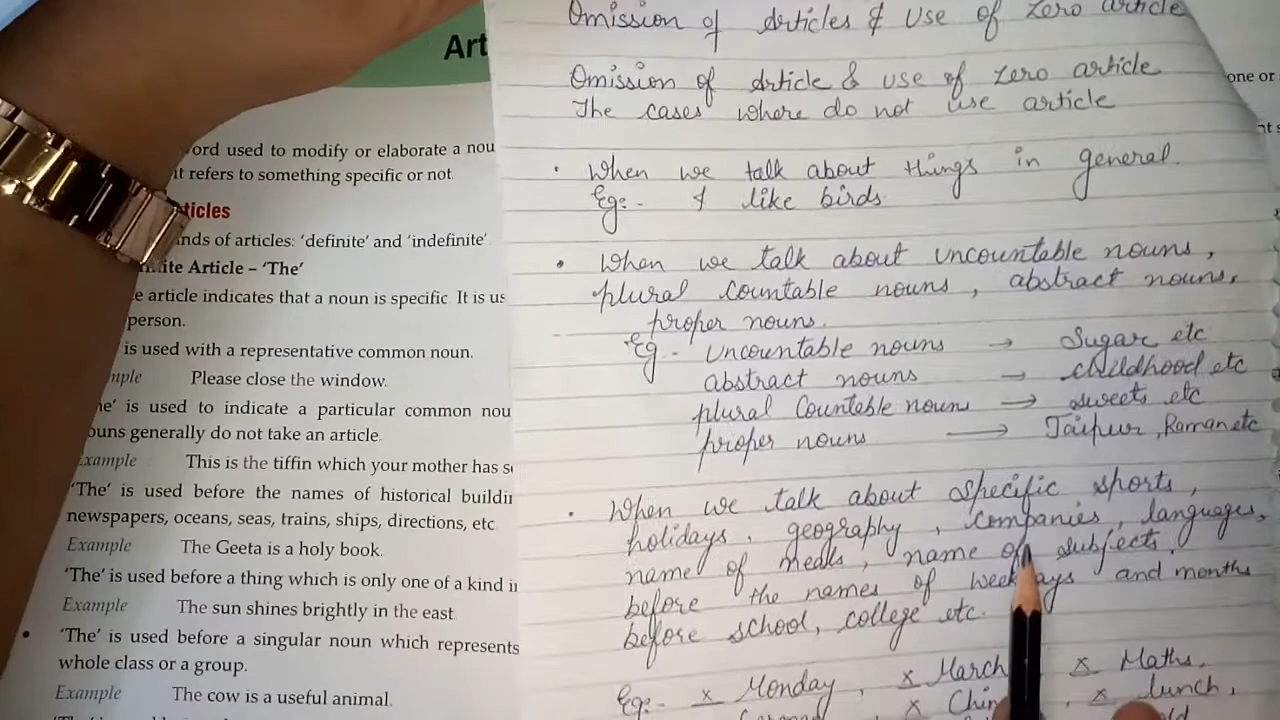 Art
ord used to modify or elaborate a nou
it refers to something specific or not
ticles
nds of articles: 'definite' and 'indefinite'
ite Article – 'The'
e article indicates that a noun is specific It is us
person.
is used with a representative common noun.
mple Please close the window.
he' is used to indicate a particular common nou
ouns generally do not take an article.
Example This is the tiffin which your mother has s
'The' is used before the names of historical buildin
newspapers, oceans, seas, trains, ships, directions, etc
Example The Geeta is a holy book.
'The' is used before a thing which is only one of a kind in
Example The sun shines brightly in the east
• 'The' is used before a singular noun which represents
whole class or a group.
Example The cow is a useful animal.
Omission of Articles & Use of Zero article
Omission of Article & use of Zero article
The cases where do not use article
• When we talk about things in general.
Eg:- I like birds.
• When we talk about uncountable nouns,
plural countable nouns, abstract nouns,
proper nouns.
Eg - Uncountable nouns → Sugar etc
abstract nouns → childhood etc
plural Countable nouns → sweets etc
proper nouns → Jaipur, Raman etc
• When we talk about specific sports,
holidays, geography, companies, languages,
name of meals, name of subjects,
before the names of weekdays and months
before school, college etc.
Eg:- x Monday, x March x Maths,
x Chin x lunch,
one or